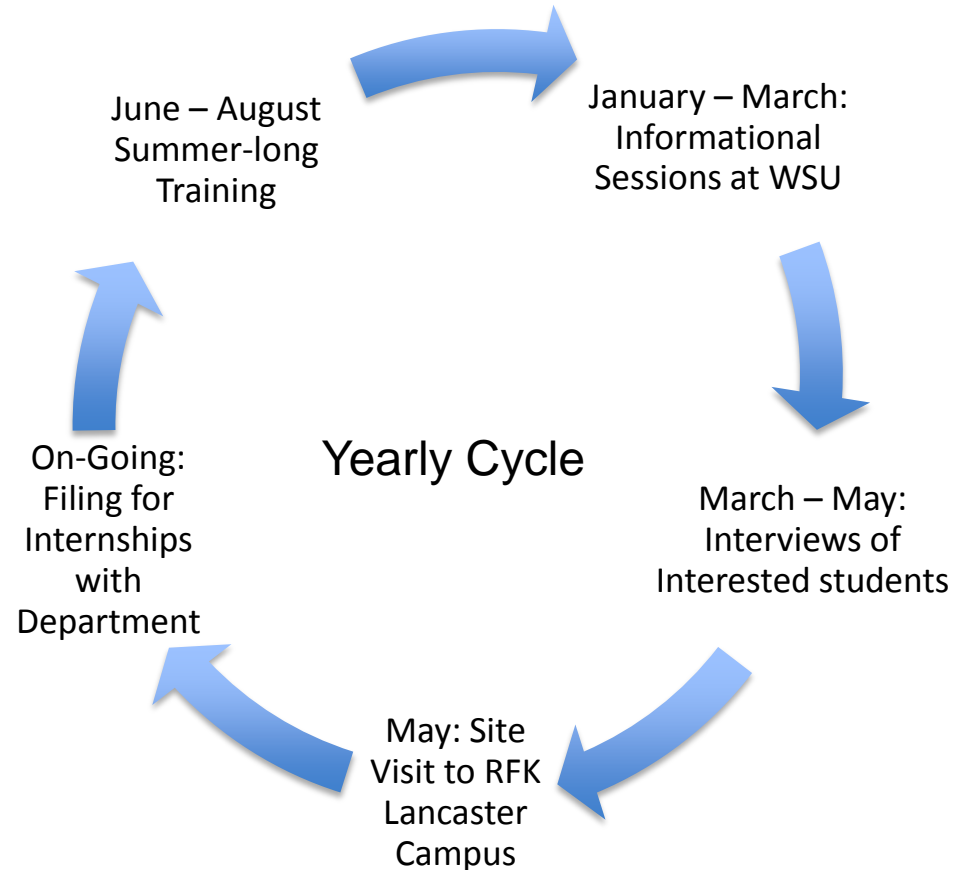 June – August
Summer-long
Training
January – March:
Informational
Sessions at WSU
Yearly Cycle
On-Going:
Filing for
Internships
with
Department
March – May:
Interviews of
Interested students
May: Site
Visit to RFK
Lancaster
Campus